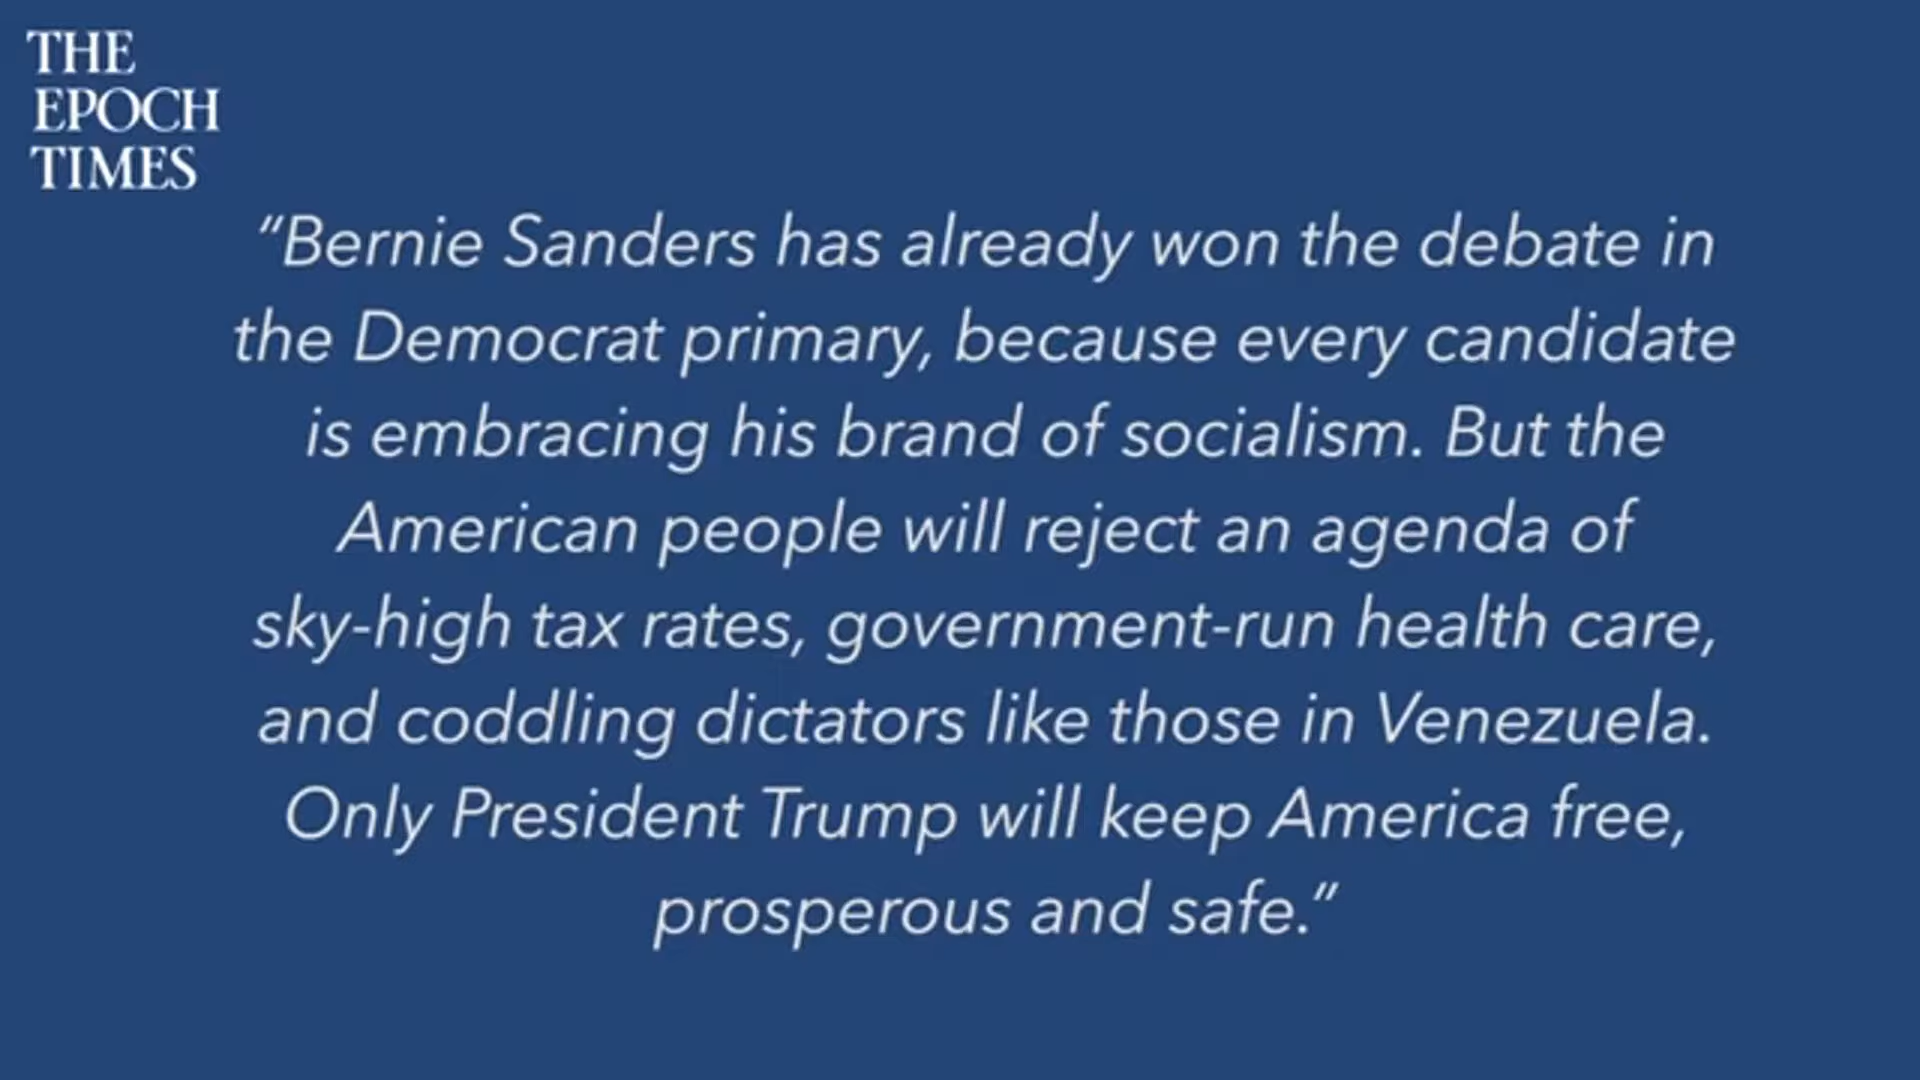 THE
EPOCH
TIMES
“Bernie Sanders has already won the debate in
the Democrat primary, because every candidate
is embracing his brand of socialism. But the
American people will reject an agenda of
sky-high tax rates, government-run health care,
and coddling dictators like those in Venezuela.
Only President Trump will keep America free,
prosperous and safe.”